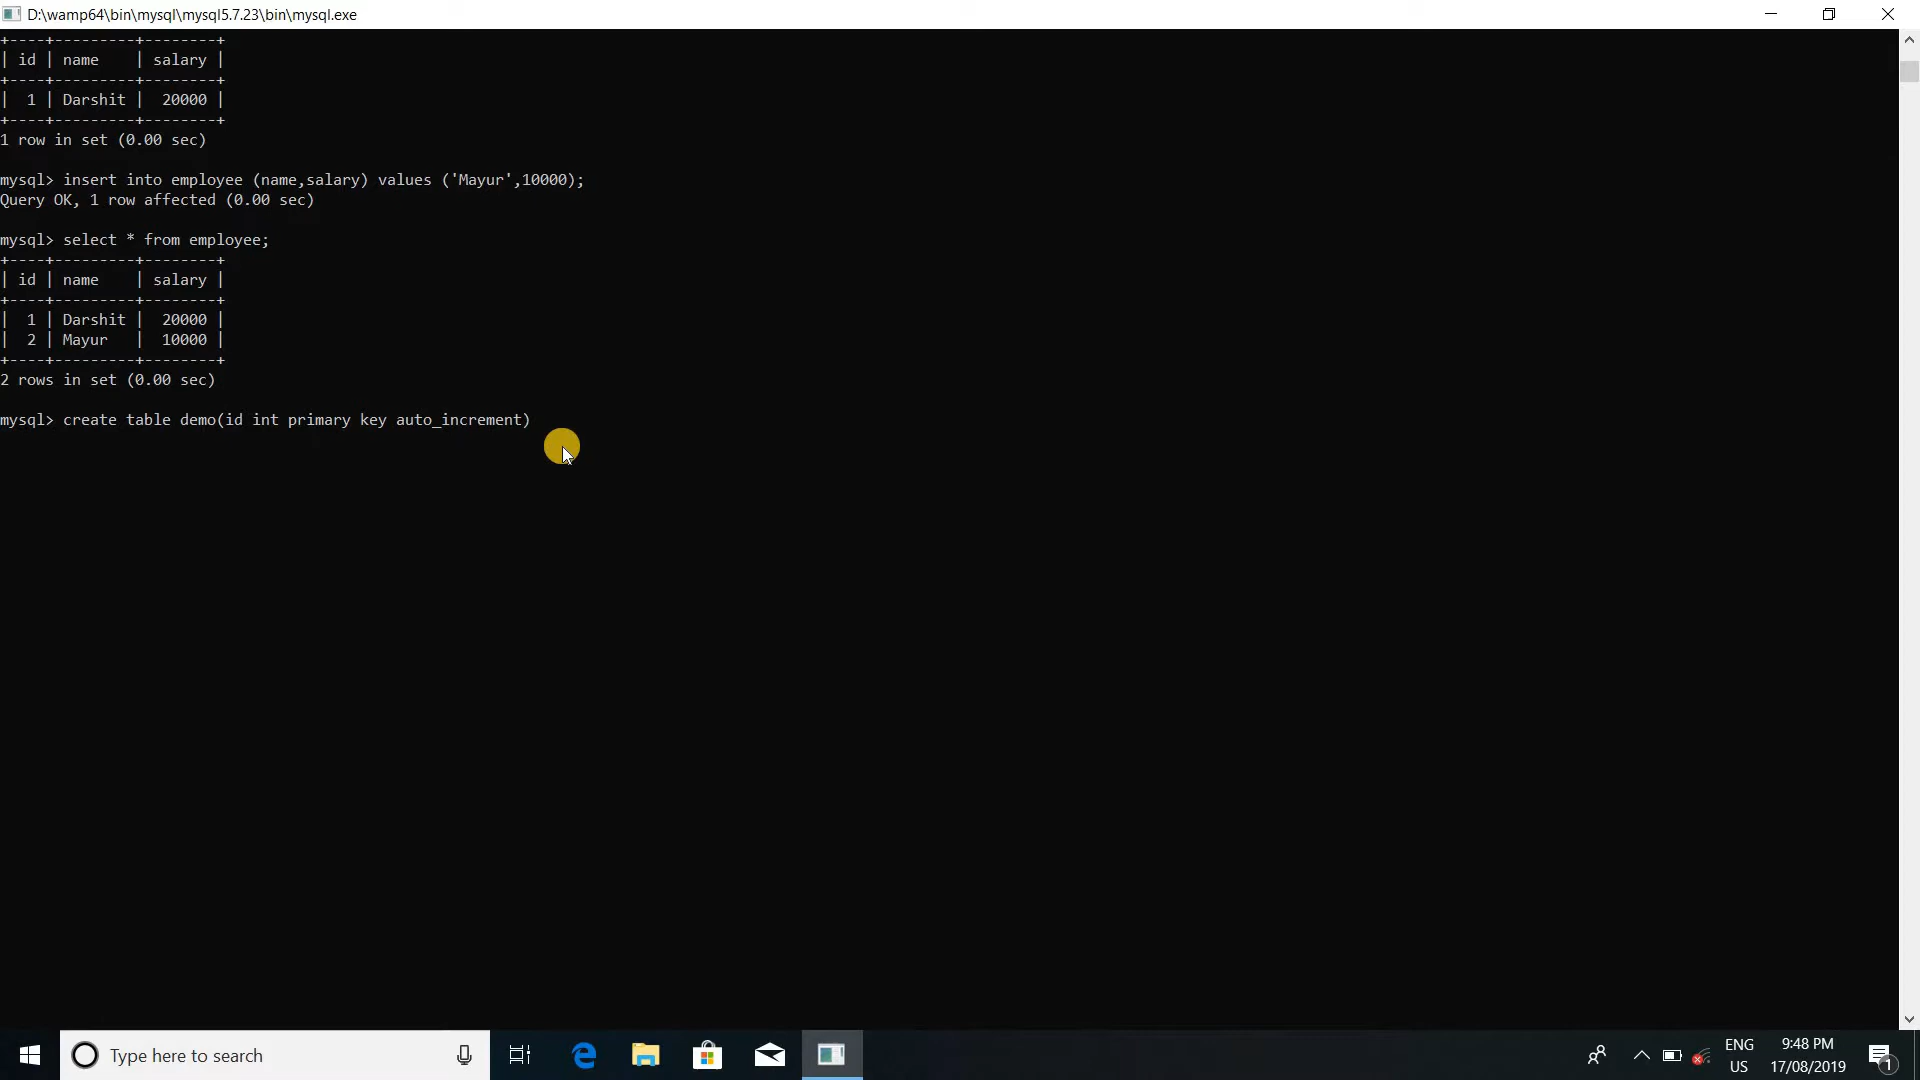 D:\wamp64\bin\mysql\mysql5.7.23\bin\mysql.exe
+----+---------+--------+
| id | name    | salary |
+----+---------+--------+
|  1 | Darshit |  20000 |
+----+---------+--------+
1 row in set (0.00 sec)
mysql> insert into employee (name,salary) values ('Mayur',10000);
Query OK, 1 row affected (0.00 sec)
mysql> select * from employee;
+----+---------+--------+
| id | name    | salary |
+----+---------+--------+
|  1 | Darshit |  20000 |
|  2 | Mayur   |  10000 |
+----+---------+--------+
2 rows in set (0.00 sec)
mysql> create table demo(id int primary key auto_increment)
Type here to search
ENG
US
9:48 PM
17/08/2019
1